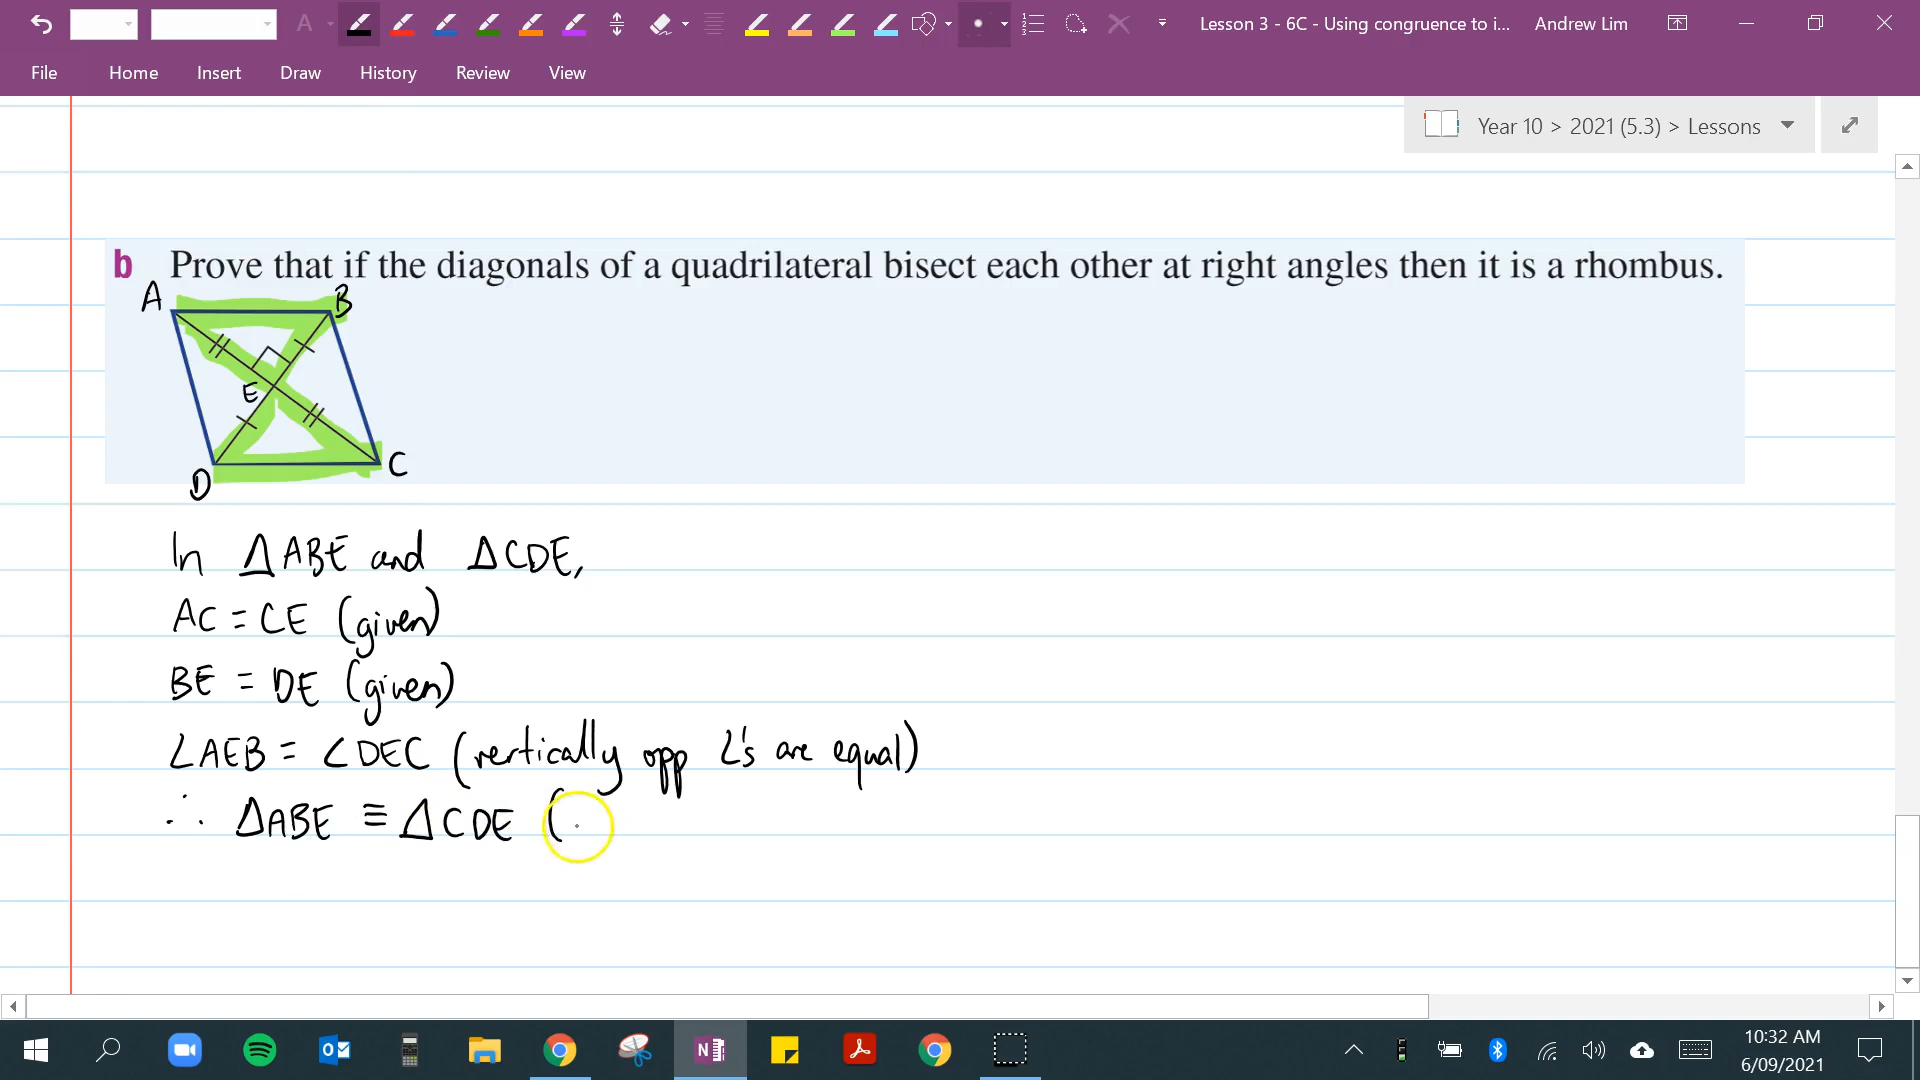 Lesson 3 - 6C - Using congruence to i...
Andrew Lim
File
Home
Insert
Draw
History
Review
View
Year 10 > 2021 (5.3) > Lessons
b Prove that if the diagonals of a quadrilateral bisect each other at right angles then it is a rhombus.
A
B
E
D
C
In ΔABE and ΔCDE,
AC = CE (given)
BE = DE (given)
∠AEB = ∠DEC (vertically opp ∠'s are equal)
∴ ΔABE ≡ ΔCDE (
10:32 AM
6/09/2021